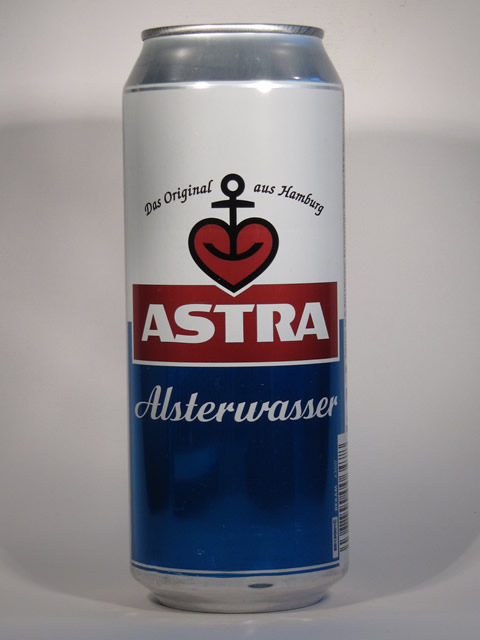 Das Original aus Hamburg
ASTRA
Alsterwasser